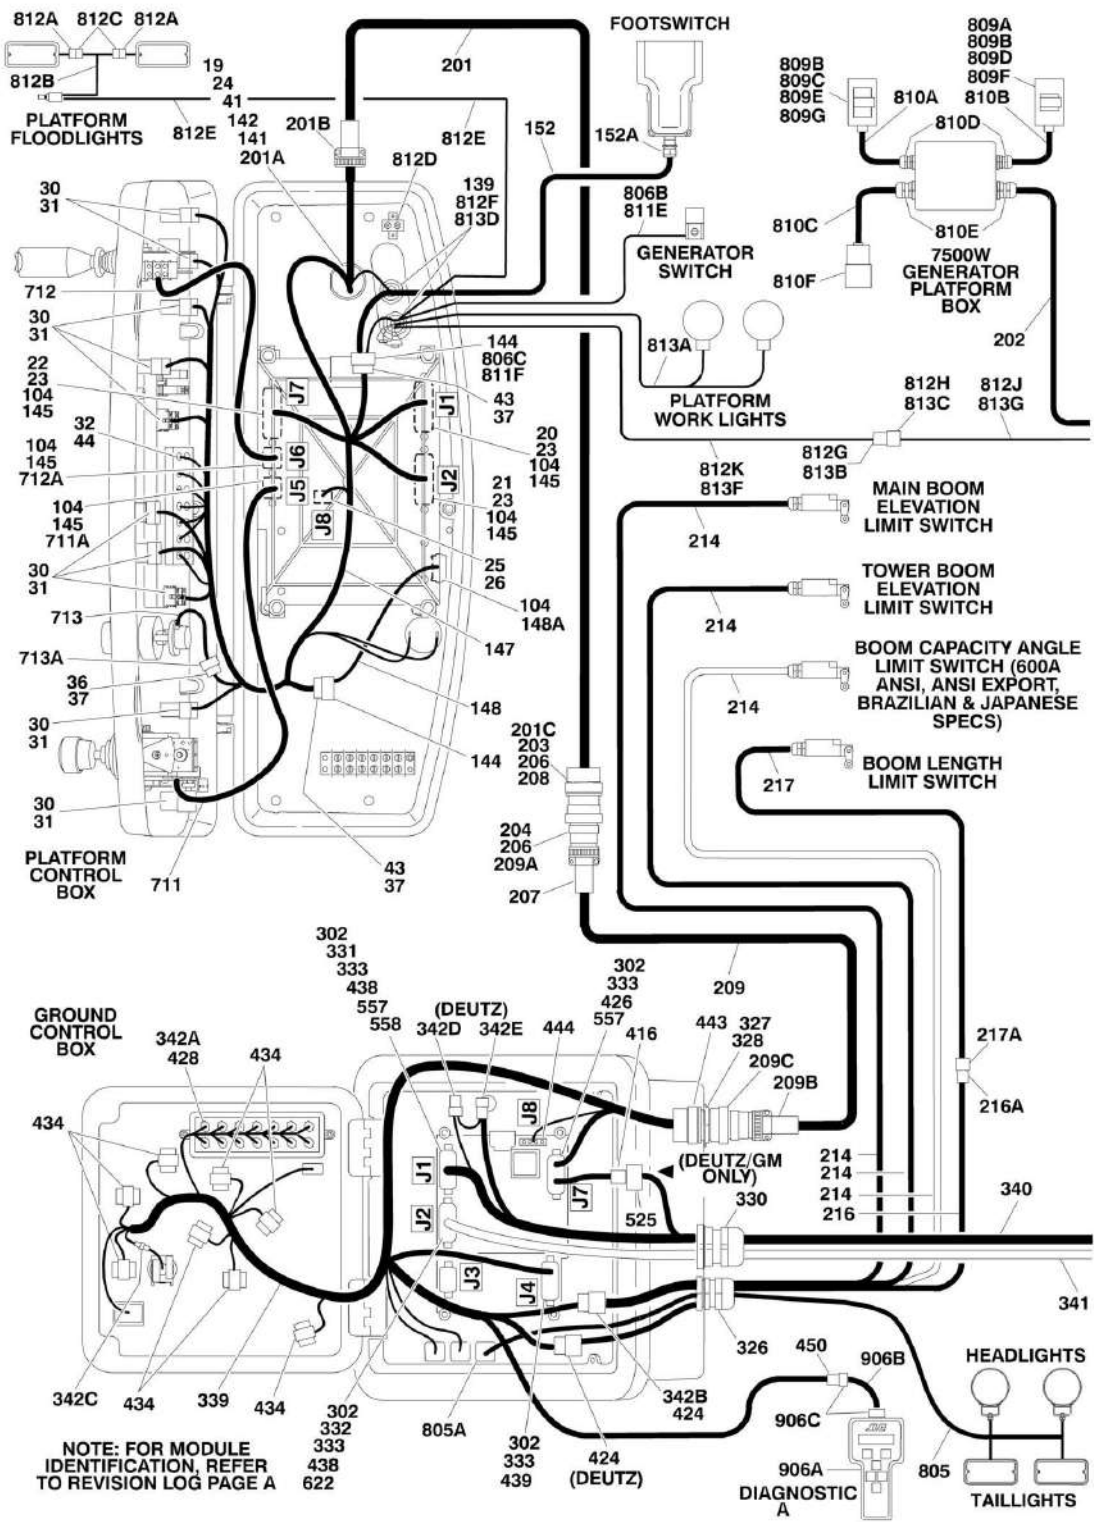 812A 812C 812A
812B
PLATFORM
FLOODLIGHTS
19
24
41
142
141
201A
812E
201B
201
812E
812D
139
812F
813D
FOOTSWITCH
152
152A
806B
811E
GENERATOR
SWITCH
809B
809C
809E
809G
810A
809A
809B
809D
809F
810B
810D
810C
810E
810F
7500W
GENERATOR
PLATFORM
BOX
202
30
31
712
30
31
22
23
104
145
32
44
104
145
712A
104
145
711A
30
31
713
713A
36
37
30
31
30
31
PLATFORM
CONTROL
BOX
711
J7
J6
J5
J8
J1
J2
144
806C
811F
43
37
20
23
104
145
21
23
104
145
25
26
104
148A
147
148
144
43
37
813A
PLATFORM
WORK LIGHTS
812H
813C
812J
813G
812G
813B
812K
813F
MAIN BOOM
ELEVATION
LIMIT SWITCH
214
TOWER BOOM
ELEVATION
LIMIT SWITCH
214
BOOM CAPACITY ANGLE
LIMIT SWITCH (600A
ANSI, ANSI EXPORT,
BRAZILIAN & JAPANESE
SPECS)
214
BOOM LENGTH
LIMIT SWITCH
217
201C
203
206
208
204
206
209A
207
209
217A
216A
214
214
214
216
340
341
GROUND
CONTROL
BOX
342A
428
434
434
302
331
333
438
557
558
(DEUTZ)
342D 342E
444
302
333
426
557
416
443
327
328
209C
209B
J8
J1
J2
J3
J4
J7
(DEUTZ/GM
ONLY)
525
330
326
342C
434
339
434
302
332
333
438
622
805A
302
333
439
342B
424
424
(DEUTZ)
450
906B
906C
JLG
906A
DIAGNOSTIC
A
805
HEADLIGHTS
TAILLIGHTS
NOTE: FOR MODULE
IDENTIFICATION, REFER
TO REVISION LOG PAGE A